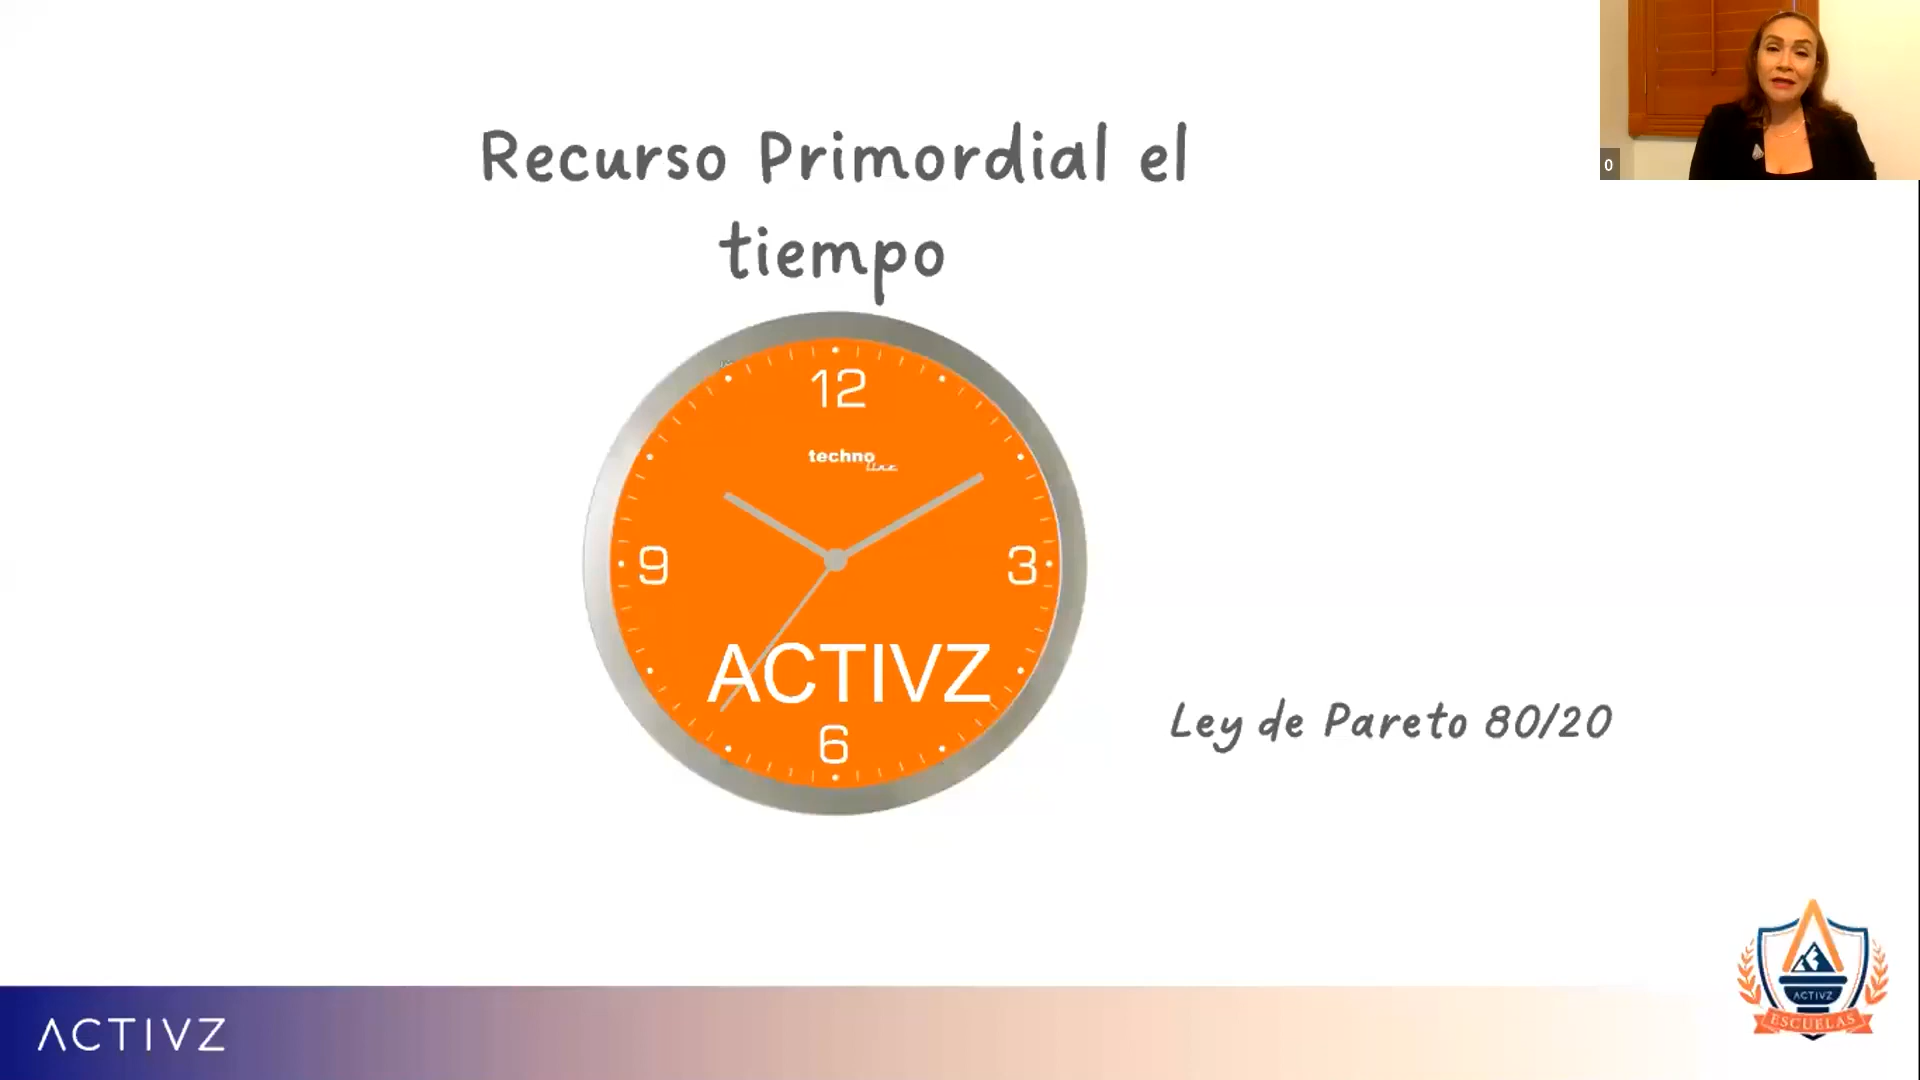 Recurso Primordial el
tiempo
12
techno
line
9
3
ACTIVZ
6
Ley de Pareto 80/20
0
ACTIVZ
ACTIVZ
ESCUELAS